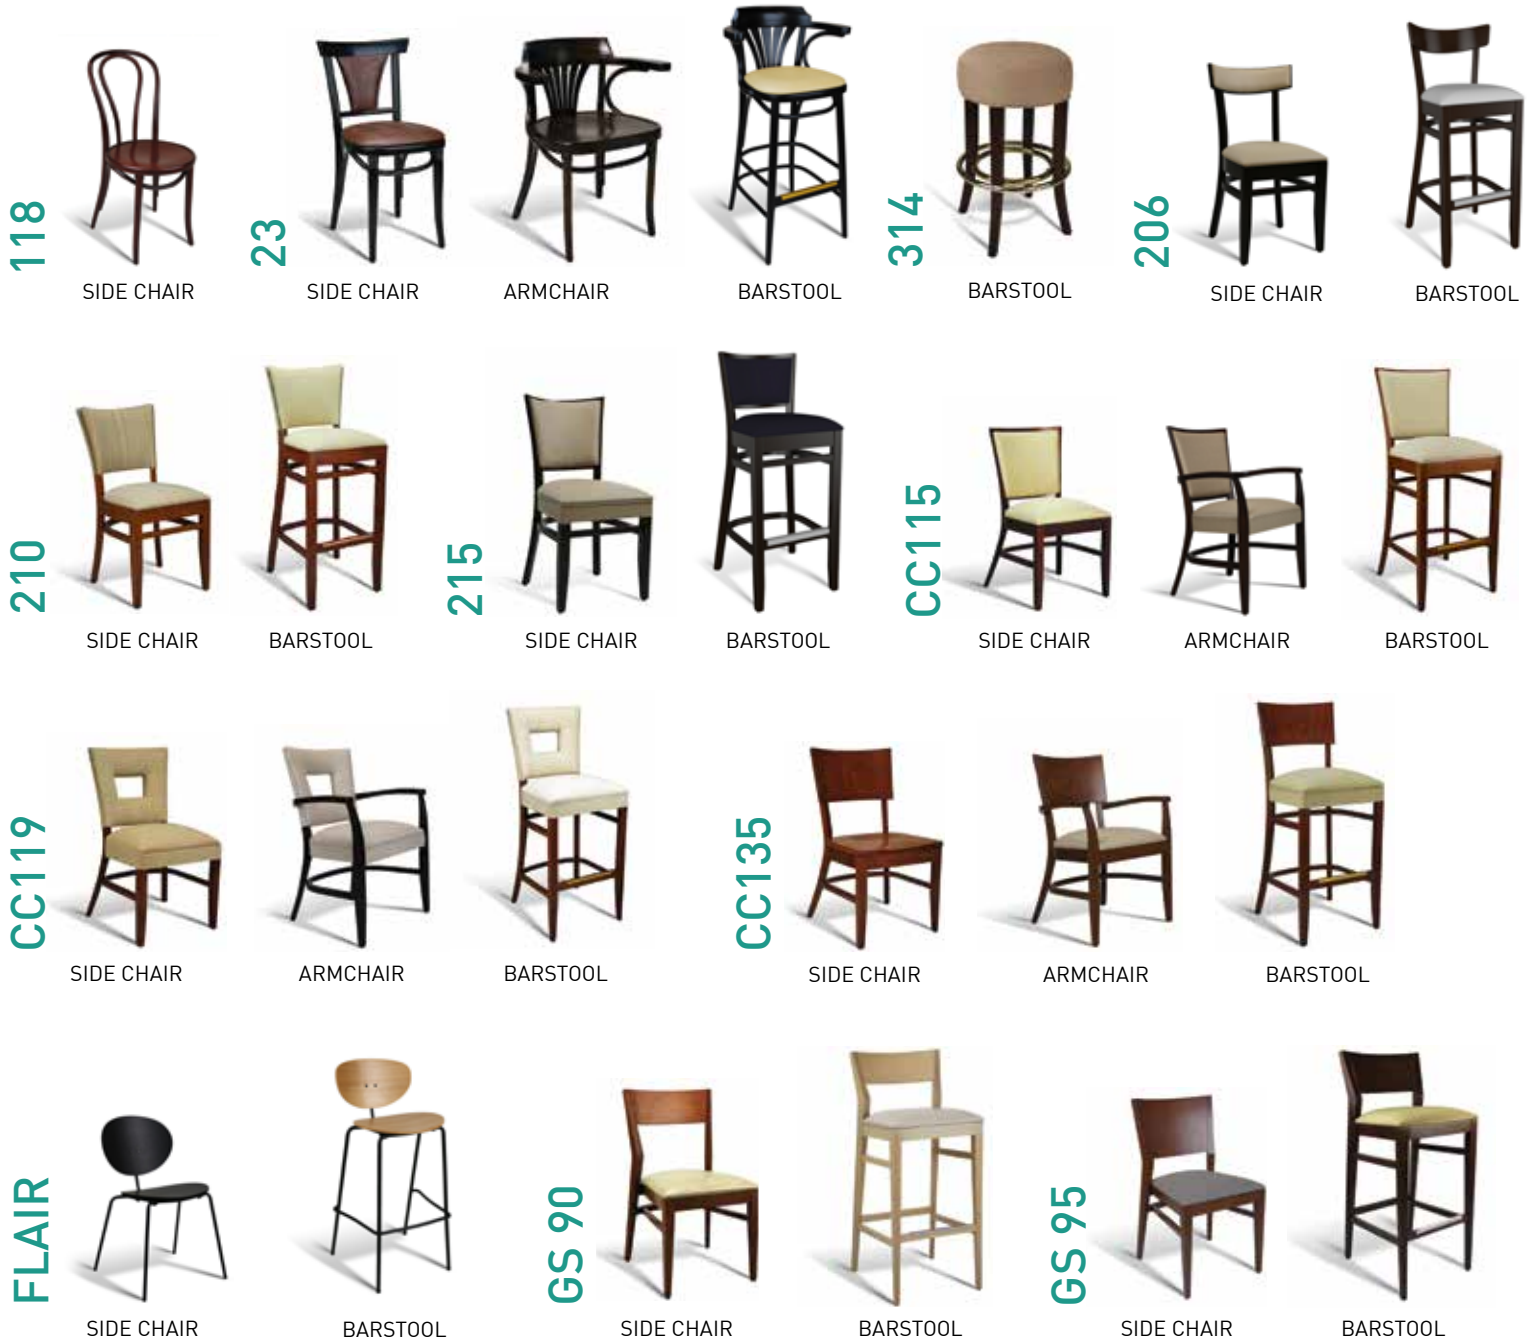 118
SIDE CHAIR
23
SIDE CHAIR
ARMCHAIR
BARSTOOL
314
BARSTOOL
206
SIDE CHAIR
BARSTOOL
210
SIDE CHAIR
BARSTOOL
215
SIDE CHAIR
BARSTOOL
CC115
SIDE CHAIR
ARMCHAIR
BARSTOOL
CC119
SIDE CHAIR
ARMCHAIR
BARSTOOL
CC135
SIDE CHAIR
ARMCHAIR
BARSTOOL
FLAIR
SIDE CHAIR
BARSTOOL
GS 90
SIDE CHAIR
BARSTOOL
GS 95
SIDE CHAIR
BARSTOOL